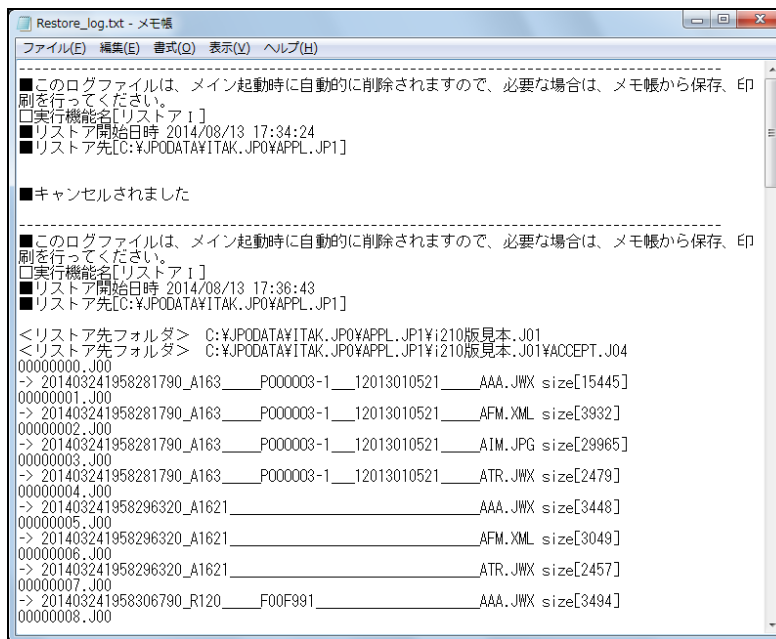 Restore_log.txt - メモ帳
ファイル(F) 編集(E) 書式(O) 表示(V) ヘルプ(H)
--------------------------------------------------------------------------------
■このログファイルは、メイン起動時に自動的に削除されますので、必要な場合は、メモ帳から保存、印
刷を行ってください。
□実行機能名[リストアⅠ]
■リストア開始日時 2014/08/13 17:34:24
■リストア先[C:¥JPODATA¥ITAK.JP0¥APPL.JP1]
■キャンセルされました
--------------------------------------------------------------------------------
■このログファイルは、メイン起動時に自動的に削除されますので、必要な場合は、メモ帳から保存、印
刷を行ってください。
□実行機能名[リストアⅠ]
■リストア開始日時 2014/08/13 17:36:43
■リストア先[C:¥JPODATA¥ITAK.JP0¥APPL.JP1]
<リストア先フォルダ> C:¥JPODATA¥ITAK.JP0¥APPL.JP1¥i210版見本.J01
<リストア先フォルダ> C:¥JPODATA¥ITAK.JP0¥APPL.JP1¥i210版見本.J01¥ACCEPT.J04
00000000.J00
-> 201403241958281790_A163_____P000003-1___12013010521_____AAA.JWX size[15445]
00000001.J00
-> 201403241958281790_A163_____P000003-1___12013010521_____AFM.XML size[3932]
00000002.J00
-> 201403241958281790_A163_____P000003-1___12013010521_____AIM.JPG size[29965]
00000003.J00
-> 201403241958281790_A163_____P000003-1___12013010521_____ATR.JWX size[2479]
00000004.J00
-> 201403241958296320_A1621________________________________AAA.JWX size[3448]
00000005.J00
-> 201403241958296320_A1621________________________________AFM.XML size[3049]
00000006.J00
-> 201403241958296320_A1621________________________________ATR.JWX size[2457]
00000007.J00
-> 201403241958306790_R120_____F00F991_____________________AAA.JWX size[3494]
00000008.J00